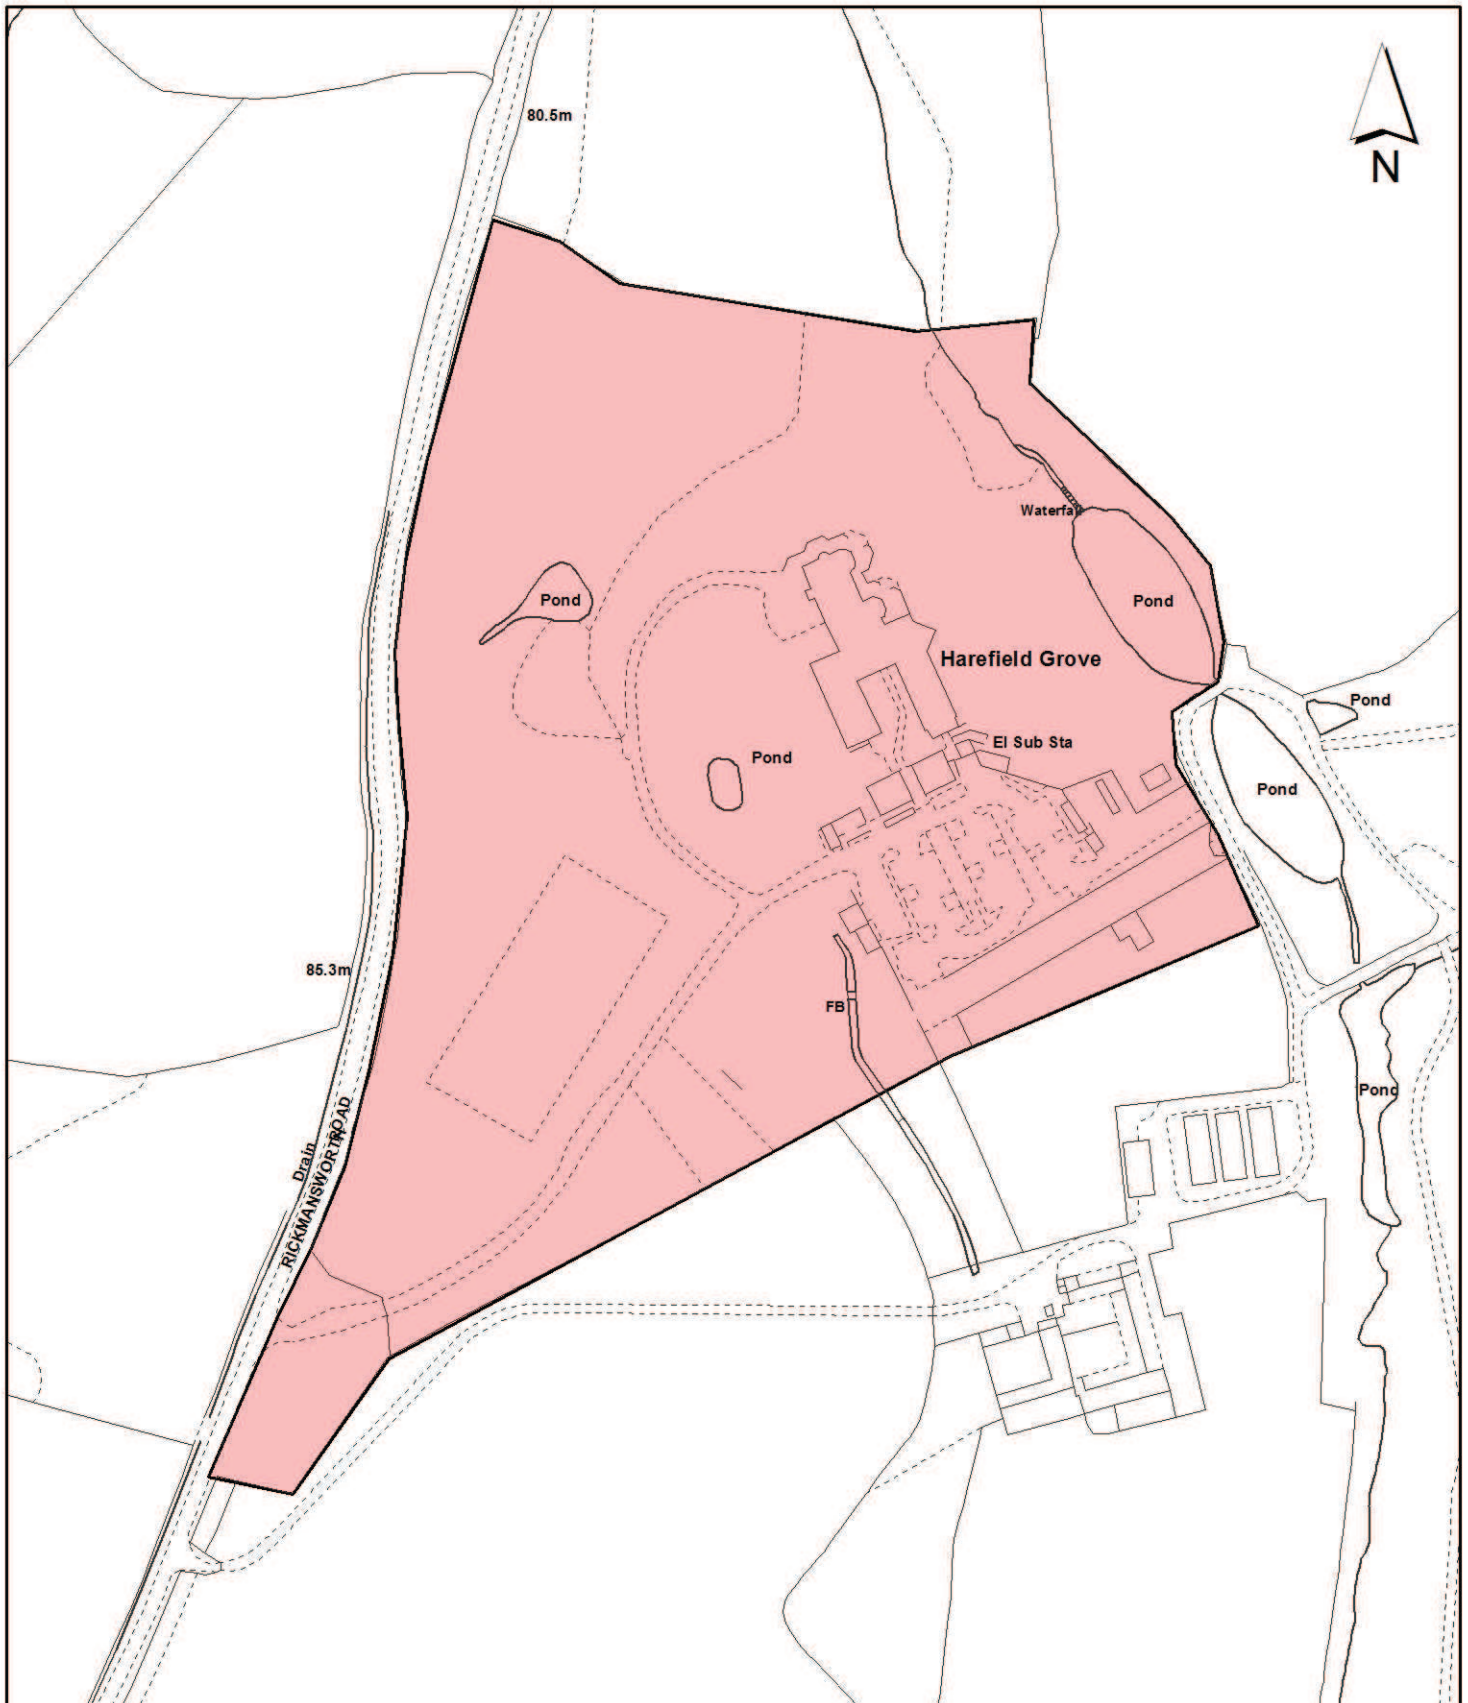 80.5m
N
Waterfall
Pond
Pond
Harefield Grove
Pond
El Sub Sta
Pond
Pond
85.3m
FB
Pond
Drain
RICKMANSWORTH ROAD